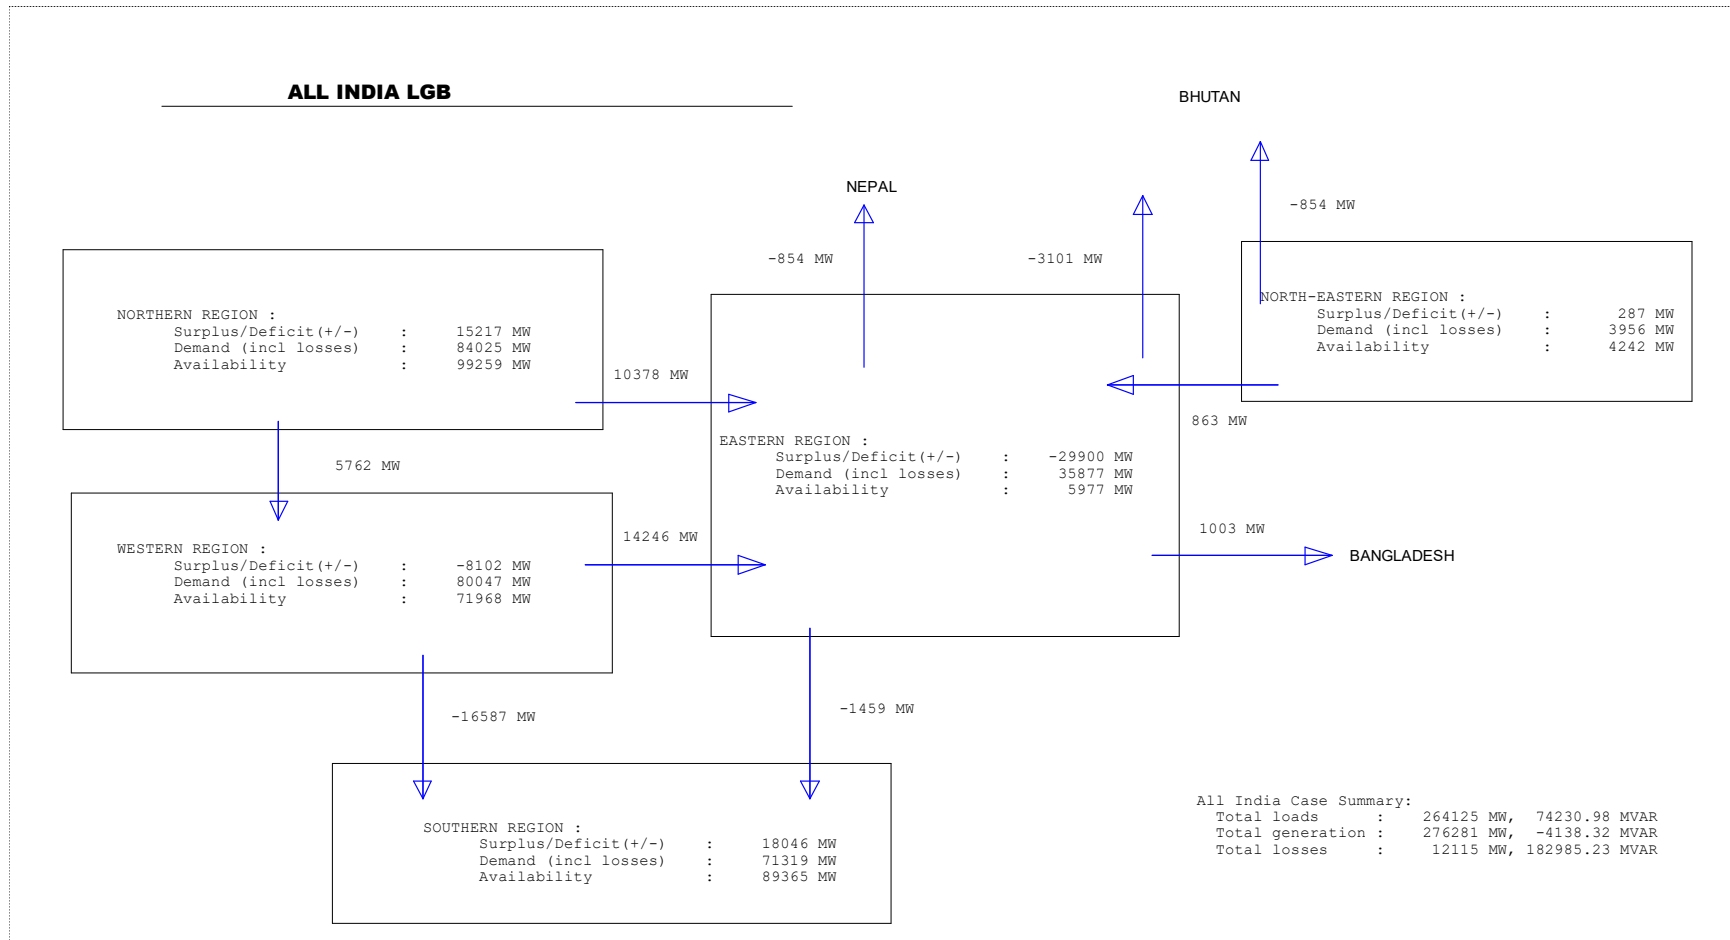 ALL INDIA LGB
BHUTAN
NEPAL
-854 MW
-854 MW
-3101 MW
NORTHERN REGION :
Surplus/Deficit(+/-) : 15217 MW
Demand (incl losses) : 84025 MW
Availability : 99259 MW
NORTH-EASTERN REGION :
Surplus/Deficit(+/-) : 287 MW
Demand (incl losses) : 3956 MW
Availability : 4242 MW
10378 MW
863 MW
5762 MW
EASTERN REGION :
Surplus/Deficit(+/-) : -29900 MW
Demand (incl losses) : 35877 MW
Availability : 5977 MW
14246 MW
1003 MW
BANGLADESH
WESTERN REGION :
Surplus/Deficit(+/-) : -8102 MW
Demand (incl losses) : 80047 MW
Availability : 71968 MW
-16587 MW
-1459 MW
SOUTHERN REGION :
Surplus/Deficit(+/-) : 18046 MW
Demand (incl losses) : 71319 MW
Availability : 89365 MW
All India Case Summary:
Total loads : 264125 MW, 74230.98 MVAR
Total generation : 276281 MW, -4138.32 MVAR
Total losses : 12115 MW, 182985.23 MVAR